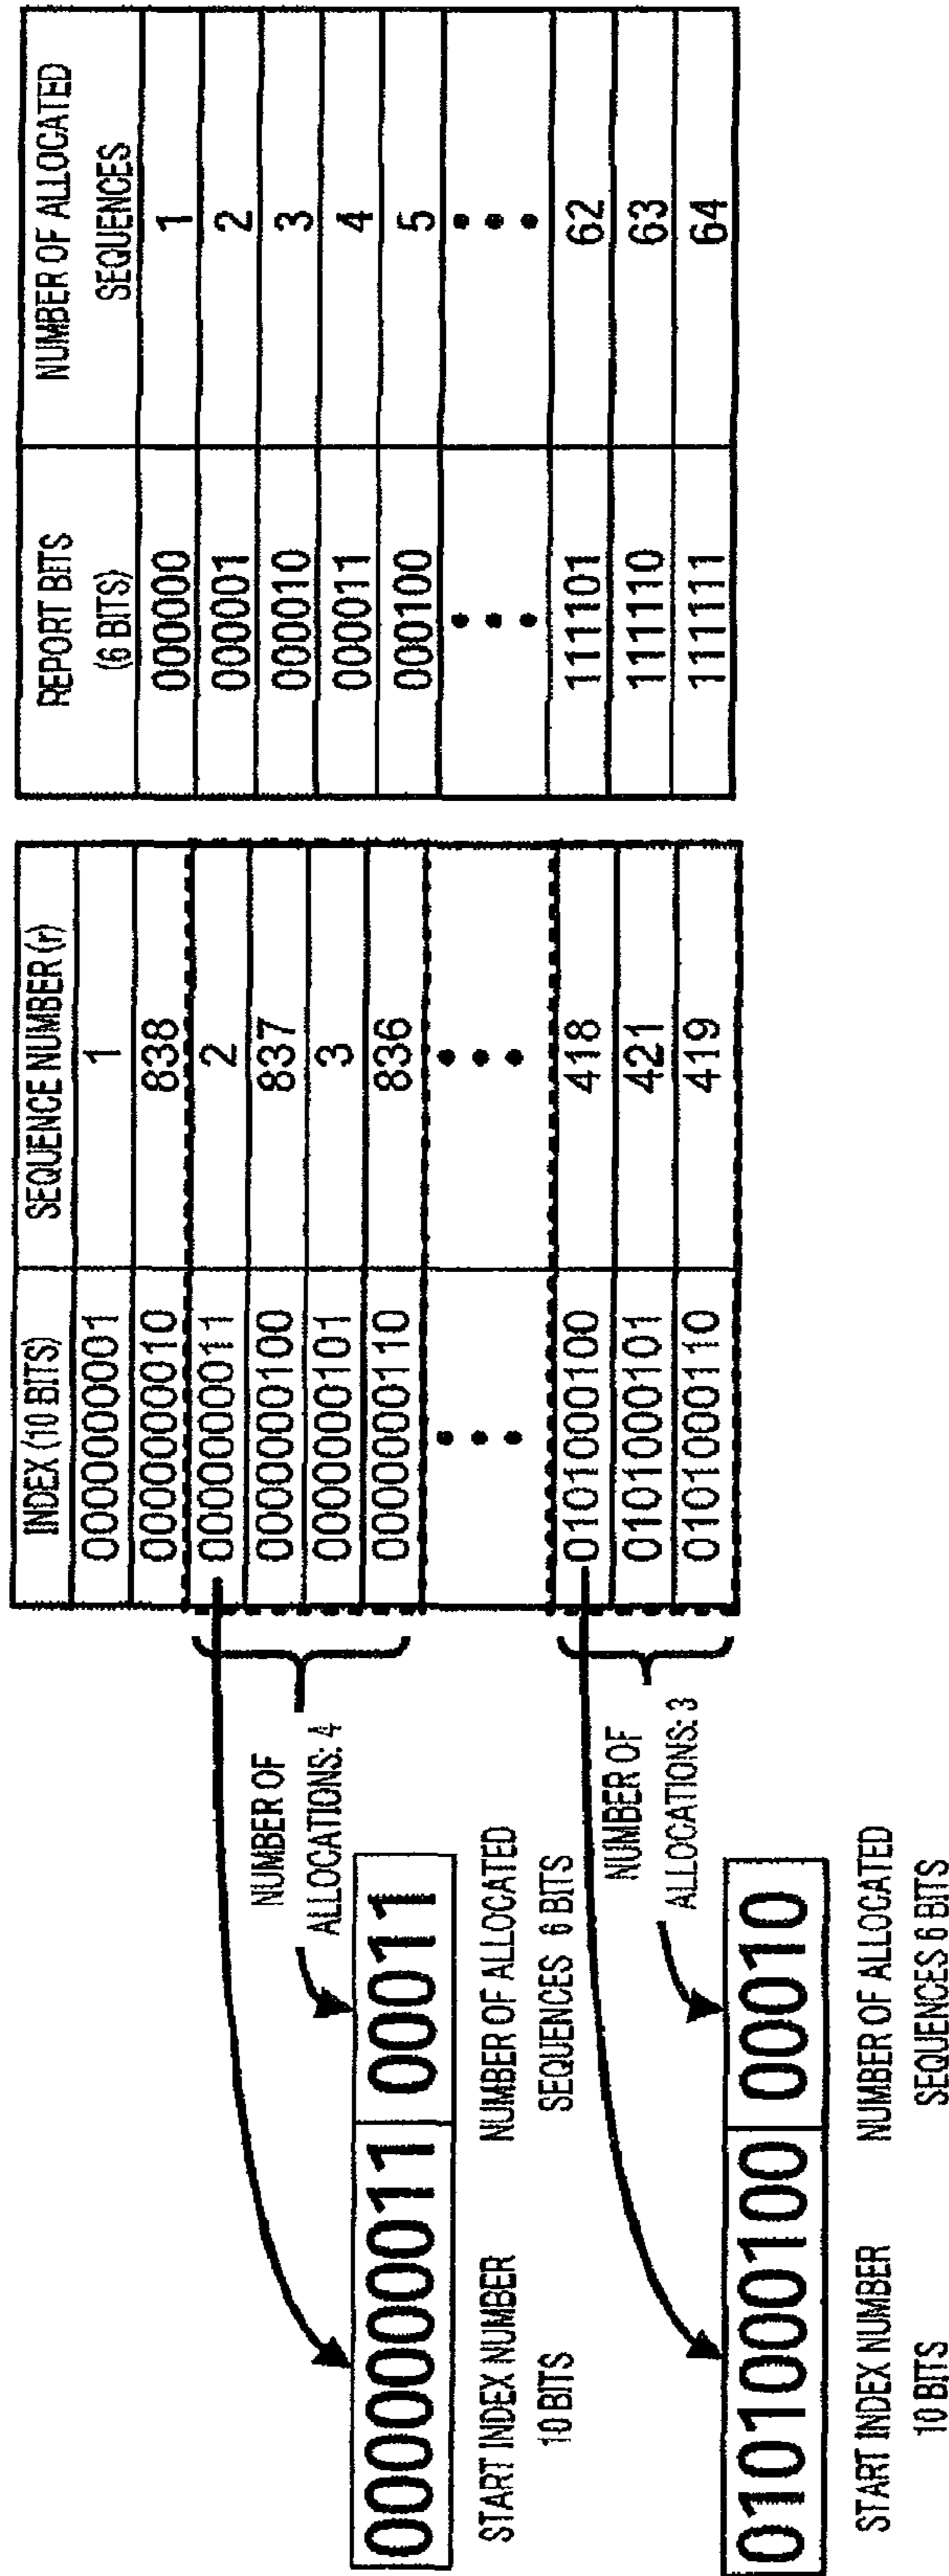 START INDEX NUMBER
10 BITS
0000000011 00011
NUMBER OF ALLOCATED
SEQUENCES 6 BITS
NUMBER OF
ALLOCATIONS: 4
START INDEX NUMBER
10 BITS
0101000100 00010
NUMBER OF ALLOCATED
SEQUENCES 6 BITS
NUMBER OF
ALLOCATIONS: 3
INDEX (10 BITS) SEQUENCE NUMBER (r)
0000000001 1
0000000010 838
0000000011 2
0000000100 837
0000000101 3
0000000110 836
0101000100 418
0101000101 421
0101000110 419
REPORT BITS
(6 BITS)
NUMBER OF ALLOCATED
SEQUENCES
000000 1
000001 2
000010 3
000011 4
000100 5
111101 62
111110 63
111111 64